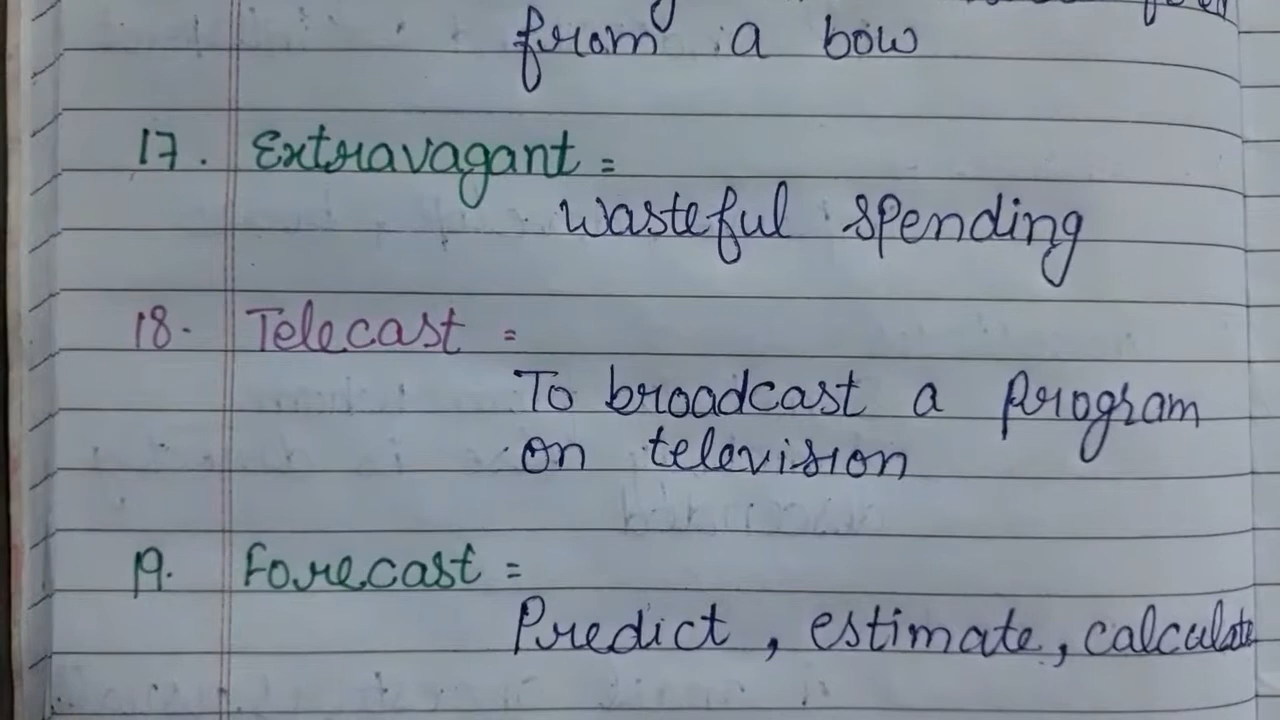 from a bow
17. Extravagant =
wasteful spending
18. Telecast =
To broadcast a program
on television
19. Forecast =
Predict, estimate, calculate